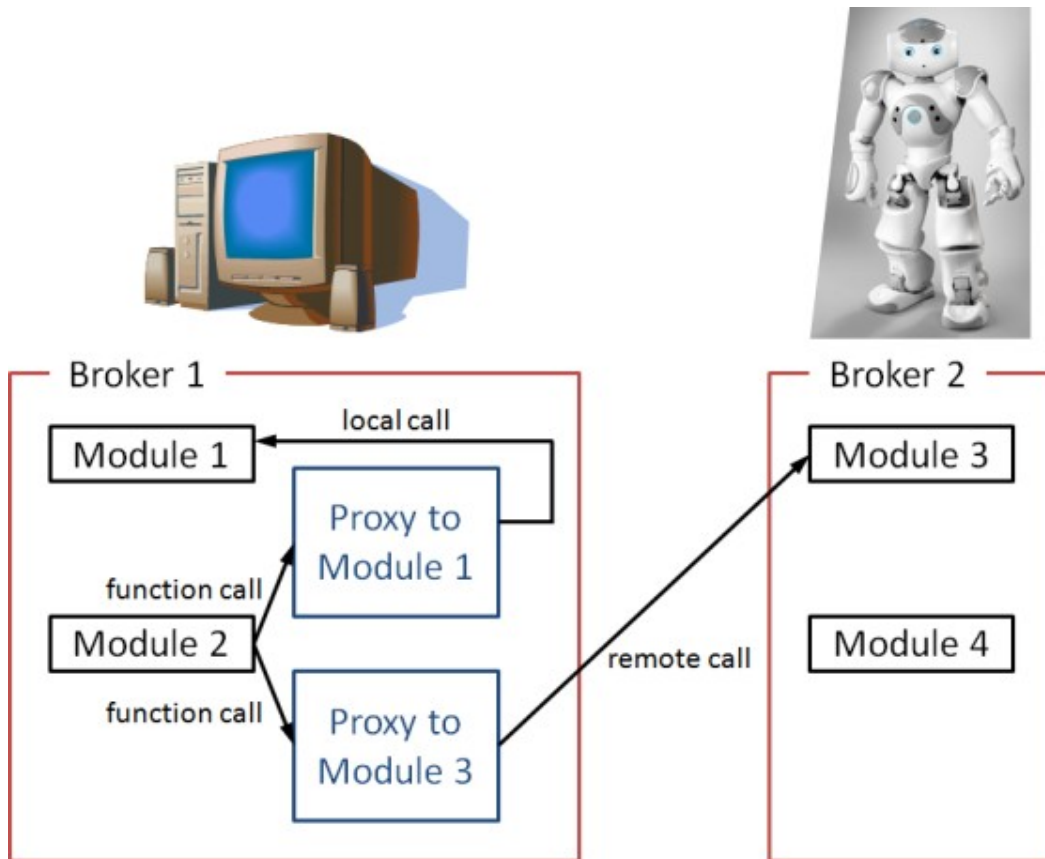 Broker 1
Broker 2
local call
Module 1
Module 3
Proxy to
Module 1
function call
Module 2
remote call
Module 4
function call
Proxy to
Module 3